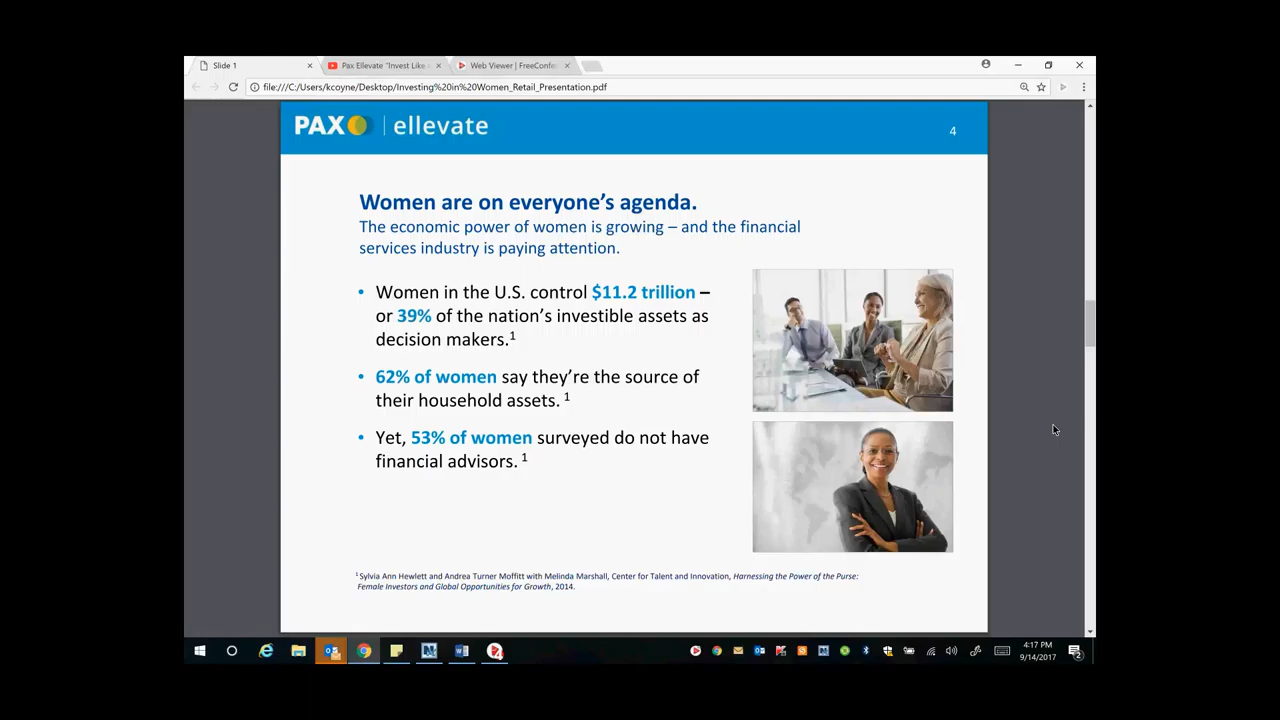 Slide 1
Pax Ellevate "Invest Like
Web Viewer | FreeConfe
file:///C:/Users/kcoyne/Desktop/Investing%20in%20Women_Retail_Presentation.pdf
PAX | ellevate
4
Women are on everyone's agenda.
The economic power of women is growing – and the financial
services industry is paying attention.
• Women in the U.S. control $11.2 trillion –
or 39% of the nation's investible assets as
decision makers.1
• 62% of women say they're the source of
their household assets. 1
• Yet, 53% of women surveyed do not have
financial advisors. 1
1 Sylvia Ann Hewlett and Andrea Turner Moffitt with Melinda Marshall, Center for Talent and Innovation, Harnessing the Power of the Purse:
Female Investors and Global Opportunities for Growth, 2014.
4:17 PM
9/14/2017
2